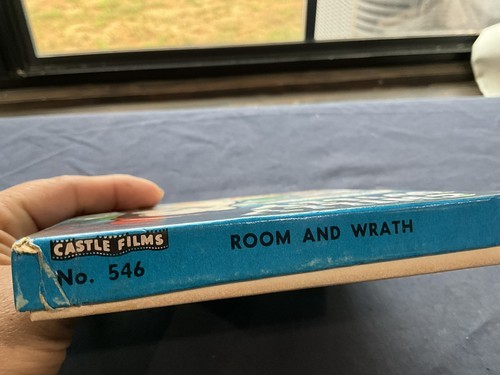 CASTLE FILMS
No. 546
ROOM AND WRATH